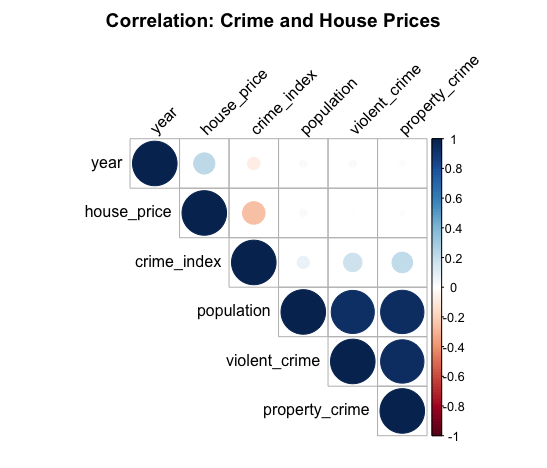 Correlation: Crime and House Prices
year
house_price
crime_index
population
violent_crime
property_crime
year
house_price
crime_index
population
violent_crime
property_crime
1
0.8
0.6
0.4
0.2
0
-0.2
-0.4
-0.6
-0.8
-1